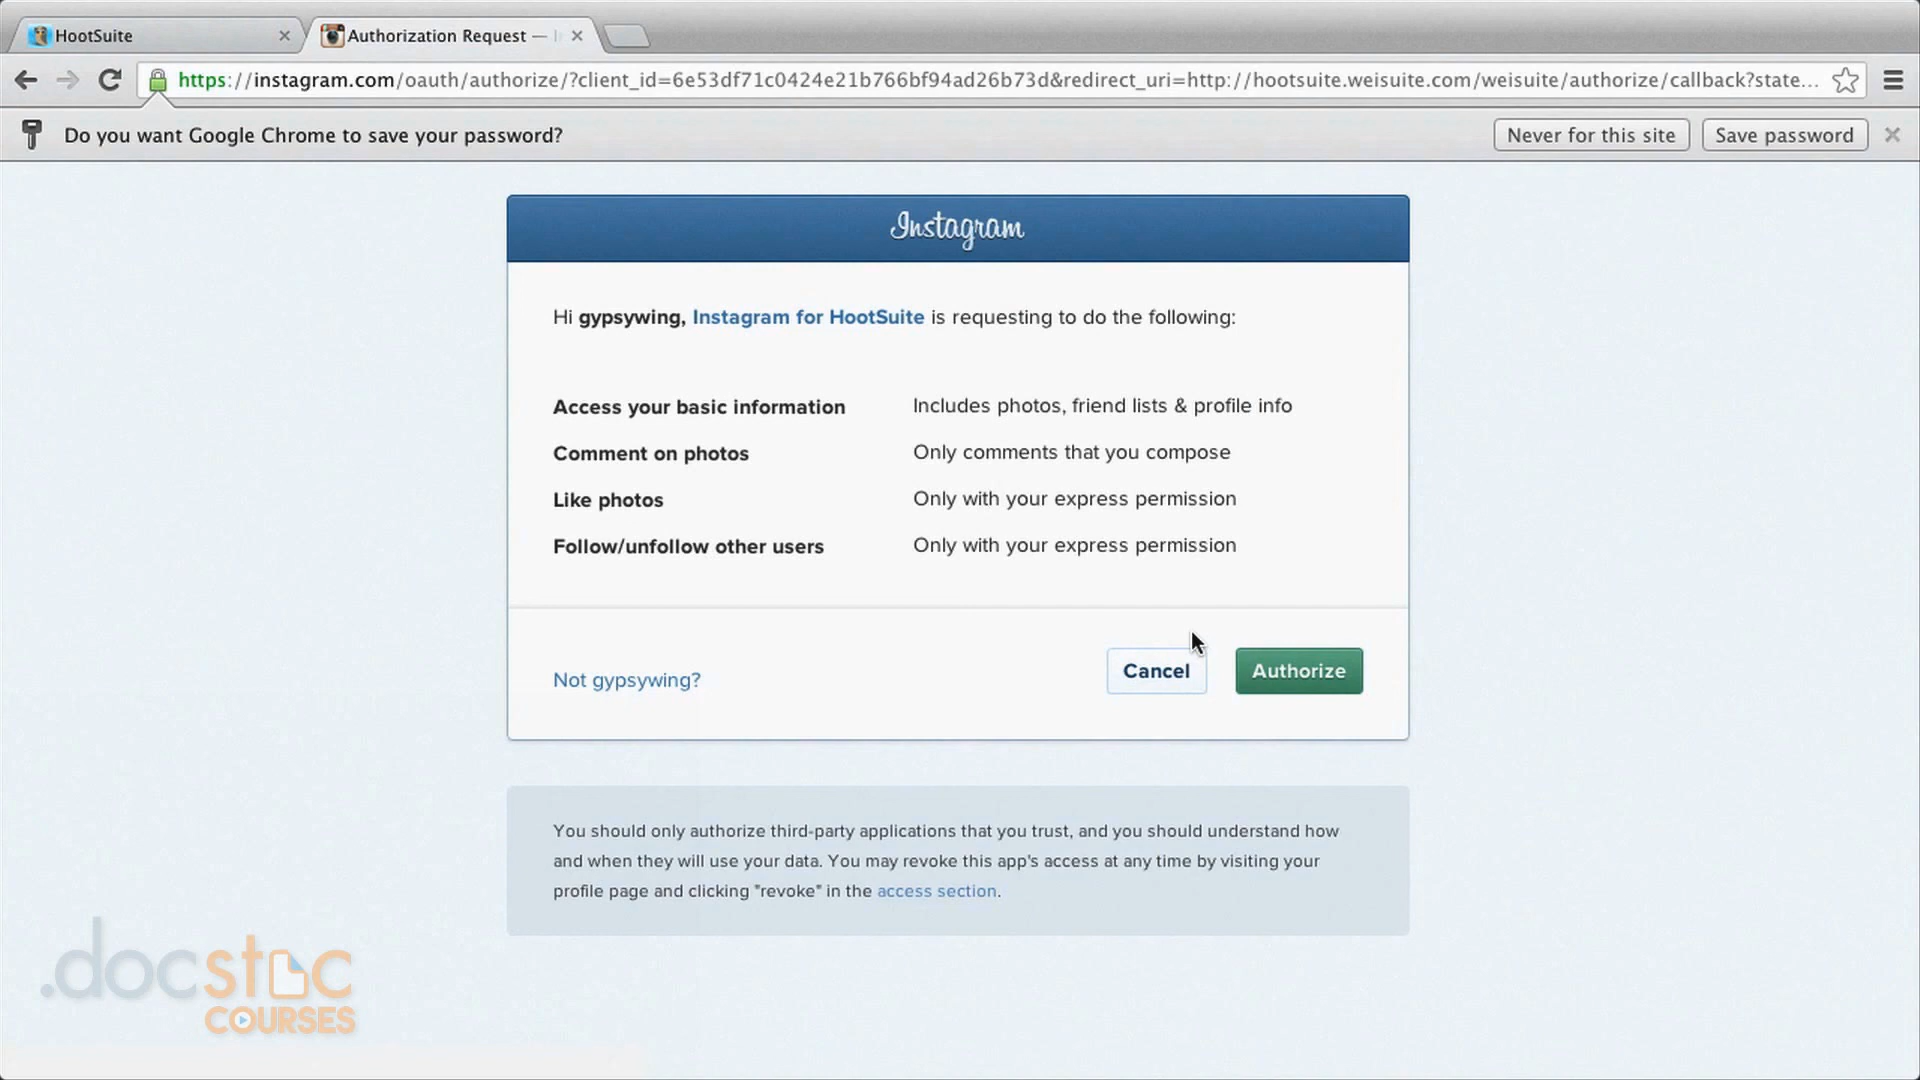 HootSuite
Authorization Request —
https://instagram.com/oauth/authorize/?client_id=6e53df71c0424e21b766bf94ad26b73d&redirect_uri=http://hootsuite.weisuite.com/weisuite/authorize/callback?state...
Do you want Google Chrome to save your password?
Never for this site
Save password
Instagram
Hi gypsywing, Instagram for HootSuite is requesting to do the following:
Access your basic information
Includes photos, friend lists & profile info
Comment on photos
Only comments that you compose
Like photos
Only with your express permission
Follow/unfollow other users
Only with your express permission
Not gypsywing?
Cancel
Authorize
You should only authorize third-party applications that you trust, and you should understand how
and when they will use your data. You may revoke this app's access at any time by visiting your
profile page and clicking "revoke" in the access section.
.docstoc
COURSES